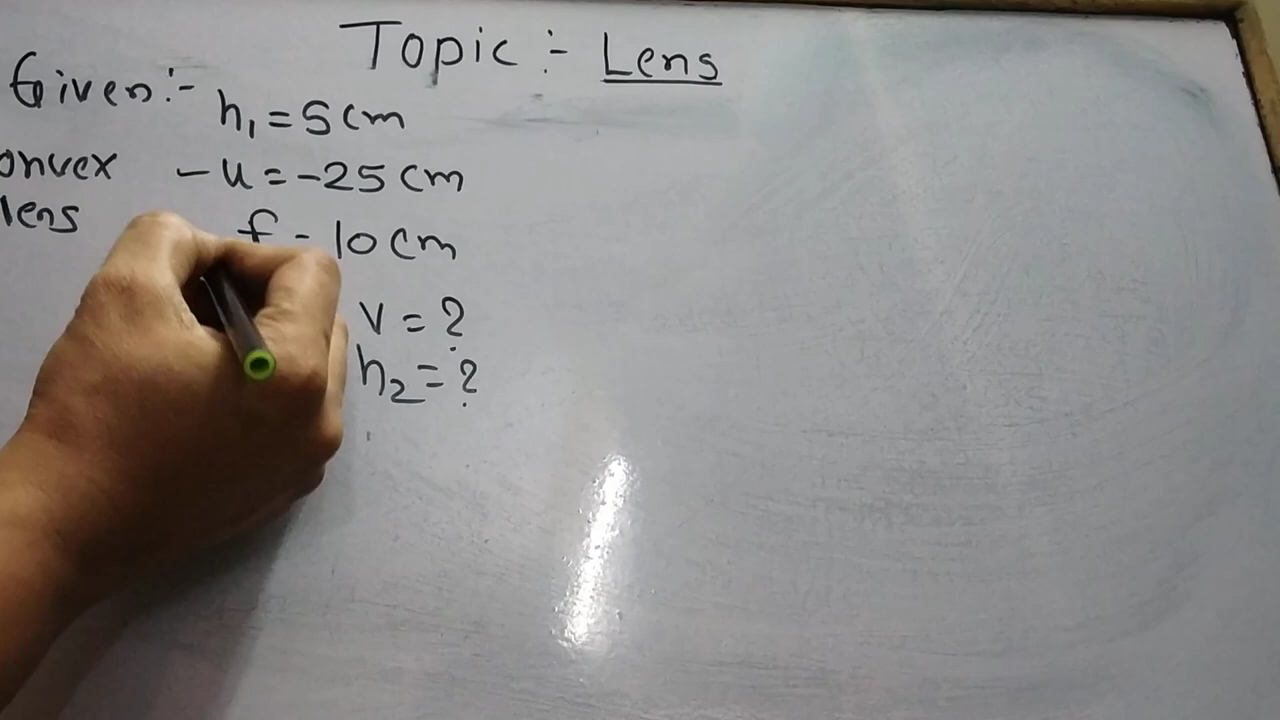 Topic :- Lens
Given :- h₁ = 5 cm
onvex - u = -25 cm
lens f - 10 cm
v = ?
h₂ = ?